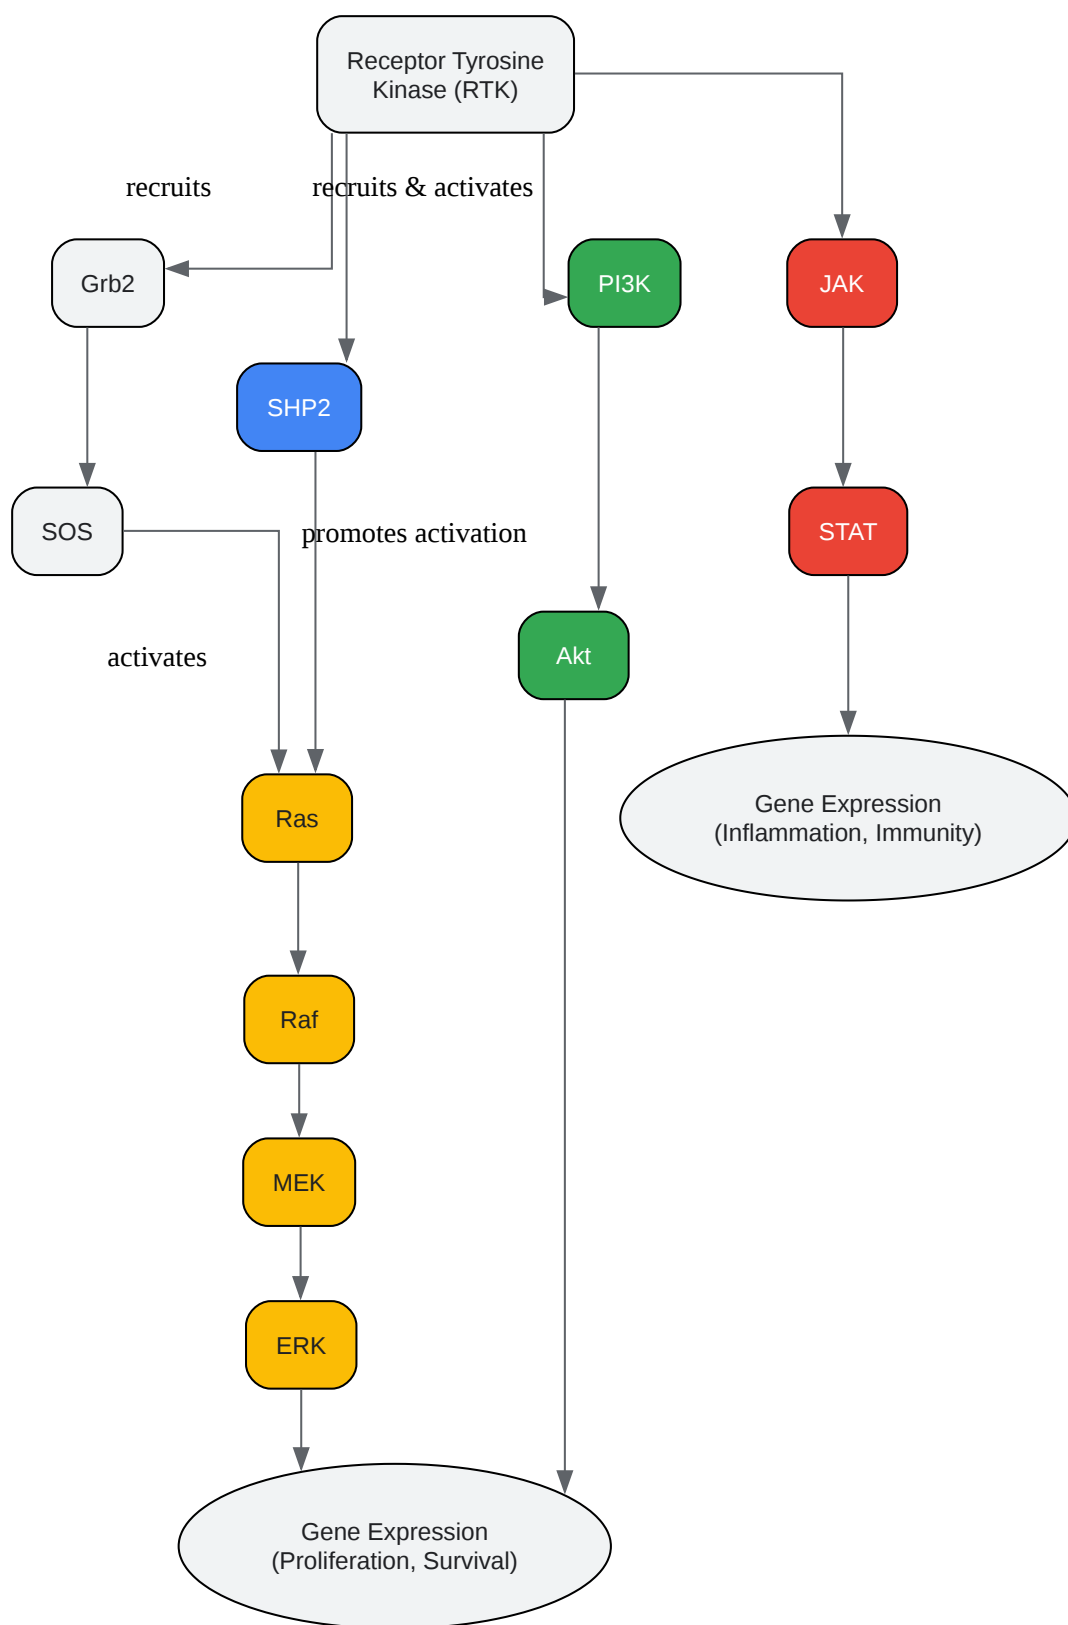 Receptor Tyrosine
Kinase (RTK)
recruits
recruits & activates
Grb2
PI3K
JAK
SHP2
SOS
promotes activation
STAT
activates
Akt
Ras
Gene Expression
(Inflammation, Immunity)
Raf
MEK
ERK
Gene Expression
(Proliferation, Survival)